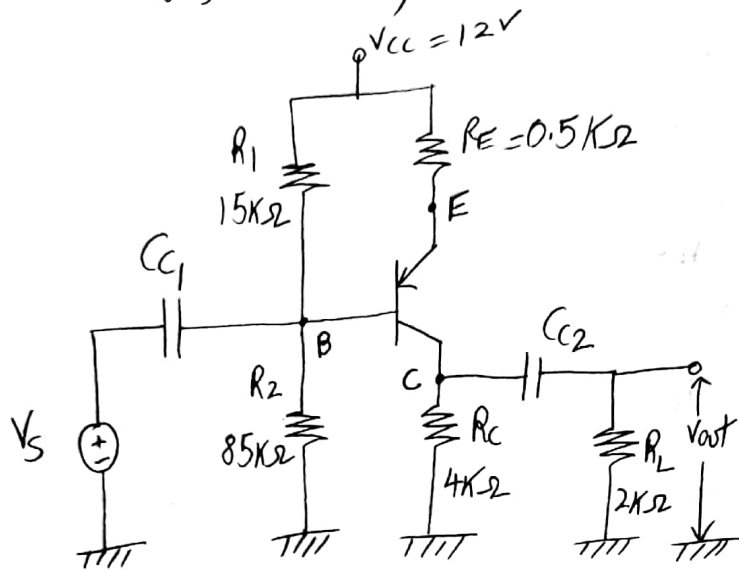 VCC = 12V
R1
15KΩ
RE = 0.5KΩ
E
CC1
B
CC2
C
R2
85KΩ
RC
4KΩ
VS
+
-
RL
2KΩ
Vout